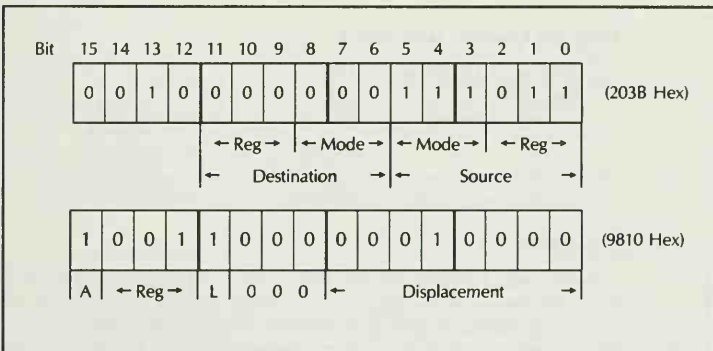 Bit 15 14 13 12 11 10 9 8 7 6 5 4 3 2 1 0
0 0 1 0 0 0 0 0 0 0 1 1 1 0 1 1 (203B Hex)
← Reg → ← Mode → ← Mode → ← Reg →
← Destination → ← Source →
1 0 0 1 1 0 0 0 0 0 0 1 0 0 0 0 (9810 Hex)
A ← Reg → L 0 0 0 ← Displacement →